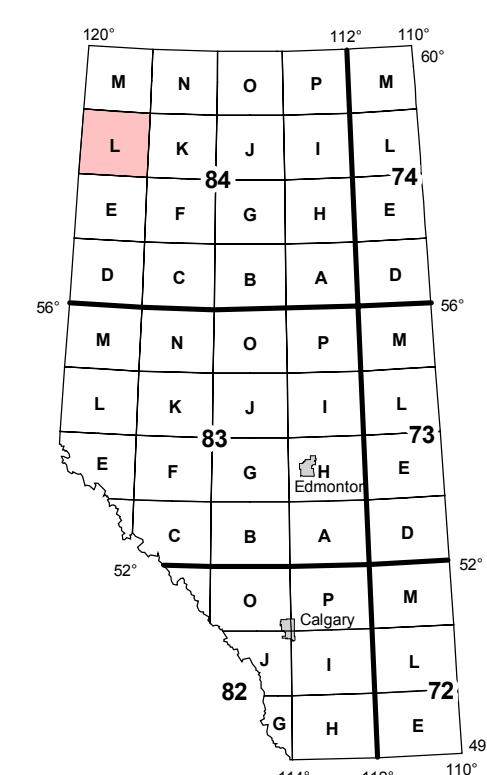 120° 112° 110°
60°
M N O P M
L K J I L
84 74
E F G H E
D C B A D
56° 56°
M N O P M
L K J I L
83 73
E F G H E
Edmonton
C B A D
52° 52°
O P M
Calgary
J I L
82 72
G H E
49
114° 112° 110°